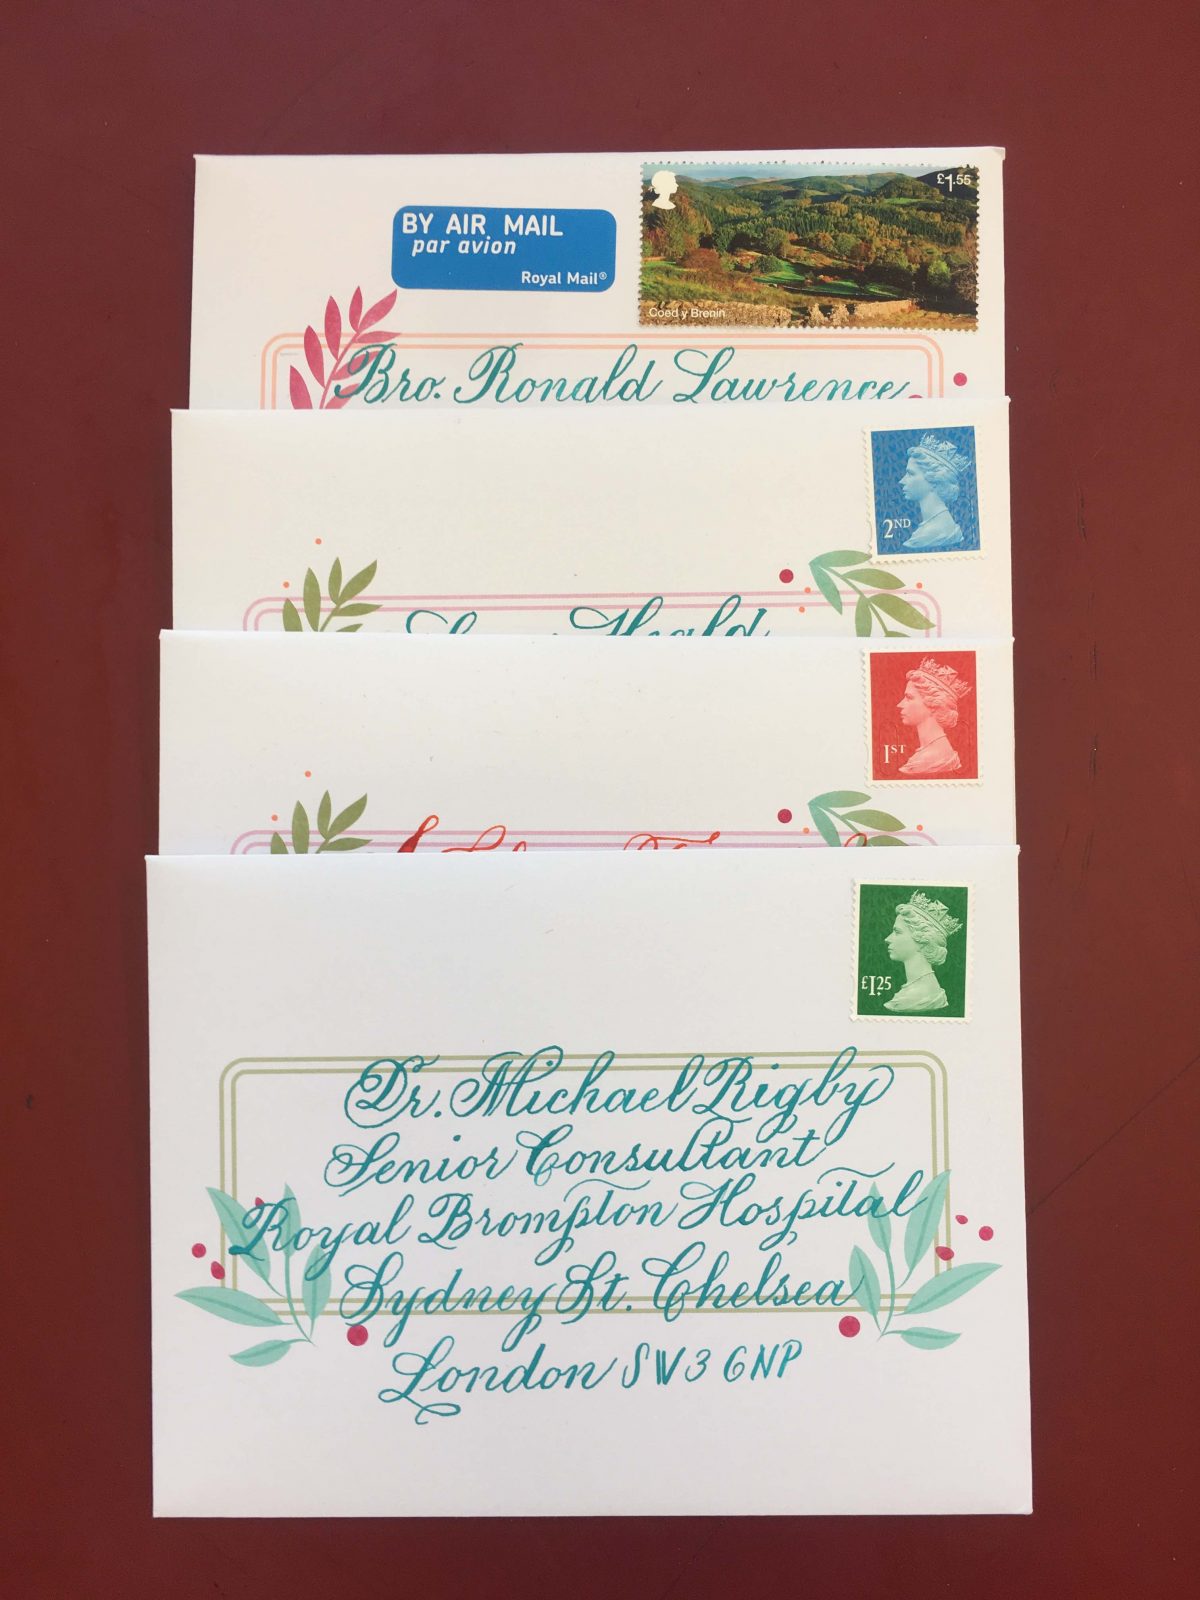 £1.55
BY AIR MAIL
par avion
Royal Mail®
Coed y Brenin
Bro. Ronald Lawrence
2ND
Heald
1ST
£1.25
Dr. Michael Rigby
Senior Consultant
Royal Brompton Hospital
Sydney St. Chelsea
London SW3 6NP